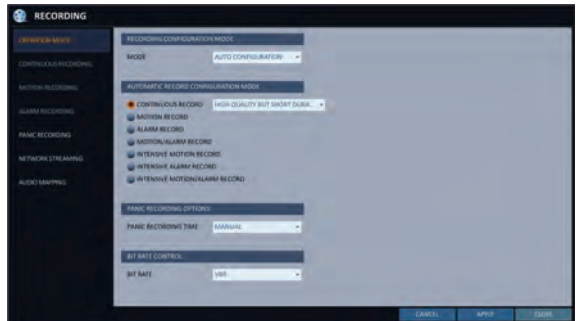 RECORDING
OPERATION MODE
CONTINUOUS RECORDING
MOTION RECORDING
ALARM RECORDING
PANIC RECORDING
NETWORK STREAMING
AUDIO MAPPING
RECORDING CONFIGURATION MODE
MODE AUTO CONFIGURATION
AUTOMATIC RECORD CONFIGURATION MODE
CONTINUOUS RECORD HIGH QUALITY BUT SHORT DURA..
MOTION RECORD
ALARM RECORD
MOTION/ALARM RECORD
INTENSIVE MOTION RECORD
INTENSIVE ALARM RECORD
INTENSIVE MOTION/ALARM RECORD
PANIC RECORDING OPTIONS
PANIC RECORDING TIME MANUAL
BIT RATE CONTROL
BIT RATE VBR
CANCEL APPLY CLOSE